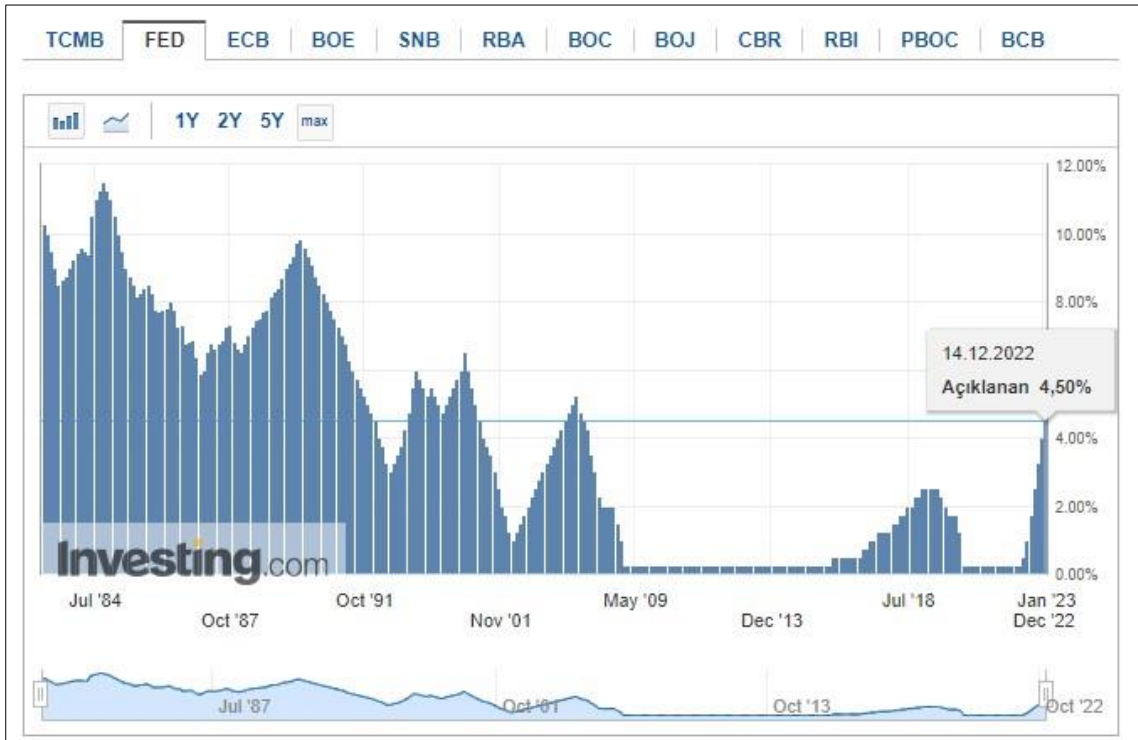 TCMB FED ECB BOE SNB RBA BOC BOJ CBR RBI PBOC BCB
1Y 2Y 5Y max
12.00%
10.00%
8.00%
14.12.2022
Açıklanan 4,50%
4.00%
2.00%
0.00%
Investing.com
Jul '84 Oct '91 May '09 Jul '18 Jan '23
Oct '87 Nov '01 Dec '13 Dec '22
Jul '87 Oct '01 Oct '13 Oct '22